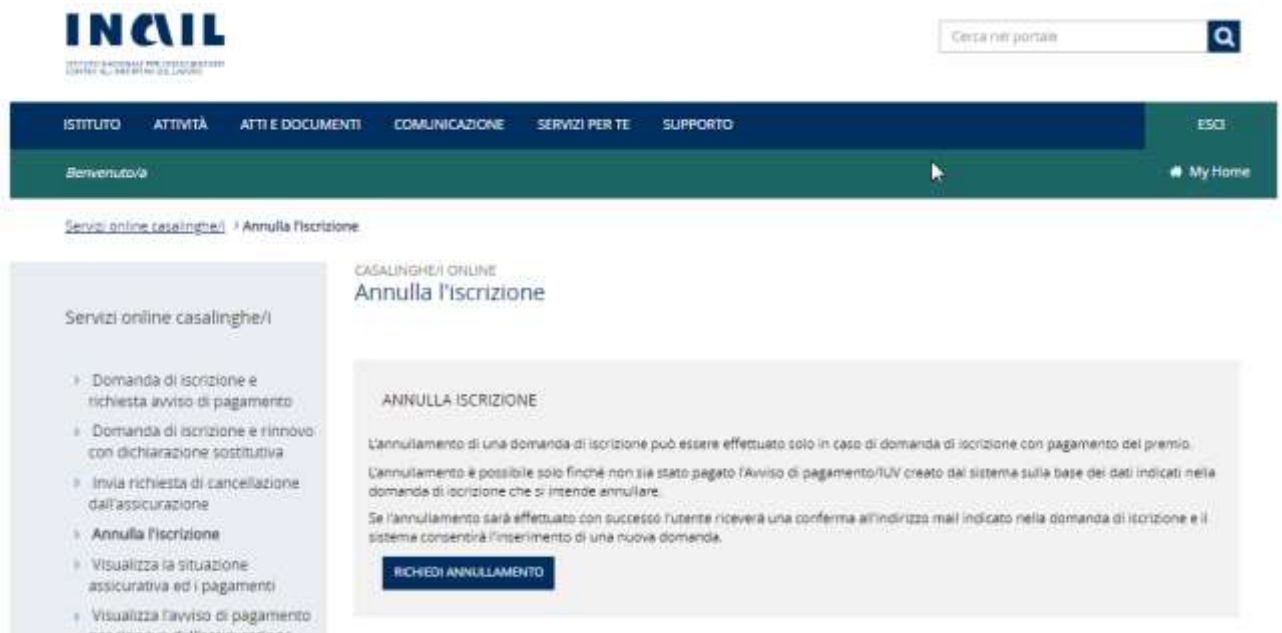 INAIL
Cerca nel portale
ISTITUTO ATTIVITÀ ATTI E DOCUMENTI COMUNICAZIONE SERVIZI PER TE SUPPORTO ESCI
Benvenuto/a My Home
Servizi online casalinghe/i > Annulla l'iscrizione
CASALINGHE/I ONLINE
Annulla l'iscrizione
Servizi online casalinghe/i
Domanda di iscrizione e
richiesta avviso di pagamento
Domanda di iscrizione e rinnovo
con dichiarazione sostitutiva
Invia richiesta di cancellazione
dall'assicurazione
Annulla l'iscrizione
Visualizza la situazione
assicurativa ed i pagamenti
Visualizza l'avviso di pagamento
ANNULLA ISCRIZIONE
L'annullamento di una domanda di iscrizione può essere effettuato solo in caso di domanda di iscrizione con pagamento del premio.
L'annullamento è possibile solo finché non sia stato pagato l'Avviso di pagamento/IUV creato dal sistema sulla base dei dati indicati nella
domanda di iscrizione che si intende annullare.
Se l'annullamento sarà effettuato con successo l'utente riceverà una conferma all'indirizzo mail indicato nella domanda di iscrizione e il
sistema consentirà l'inserimento di una nuova domanda.
RICHIEDI ANNULLAMENTO